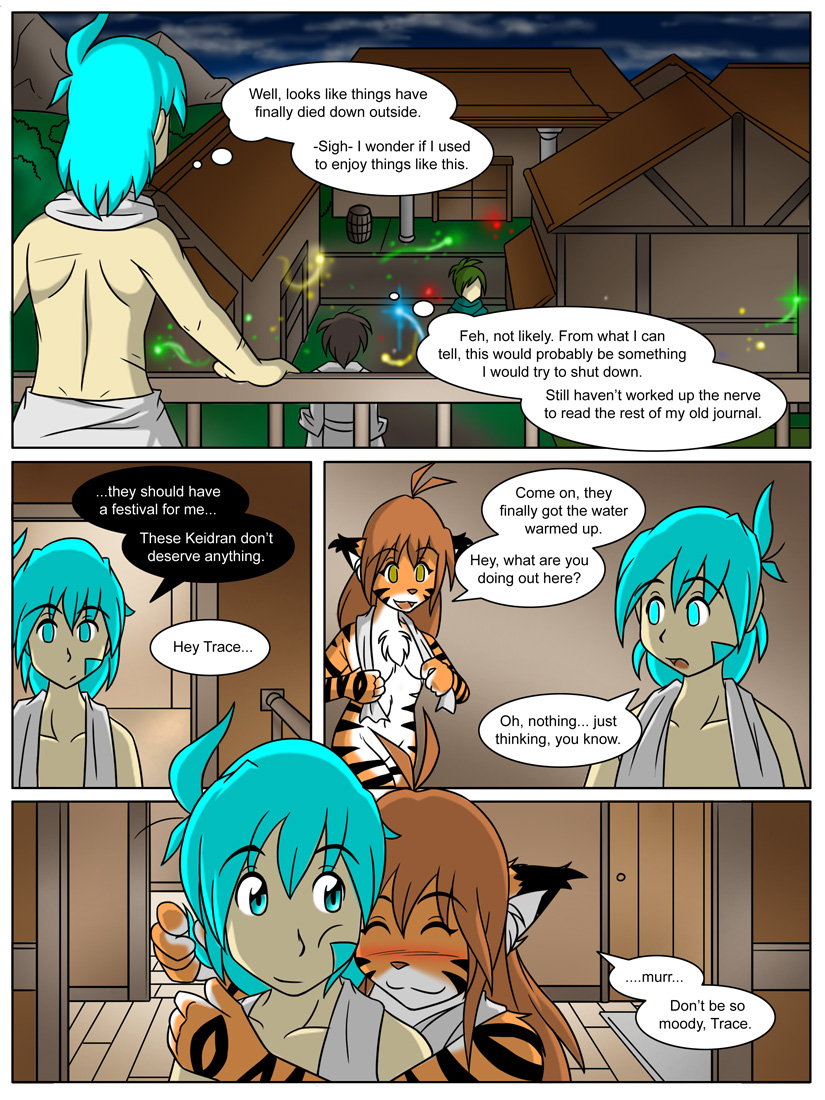 Well, looks like things have
finally died down outside.
-Sigh- I wonder if I used
to enjoy things like this.
Feh, not likely. From what I can
tell, this would probably be something
I would try to shut down.
Still haven't worked up the nerve
to read the rest of my old journal.
...they should have
a festival for me...
These Keidran don't
deserve anything.
Hey Trace...
Come on, they
finally got the water
warmed up.
Hey, what are you
doing out here?
Oh, nothing... just
thinking, you know.
....murr...
Don't be so
moody, Trace.